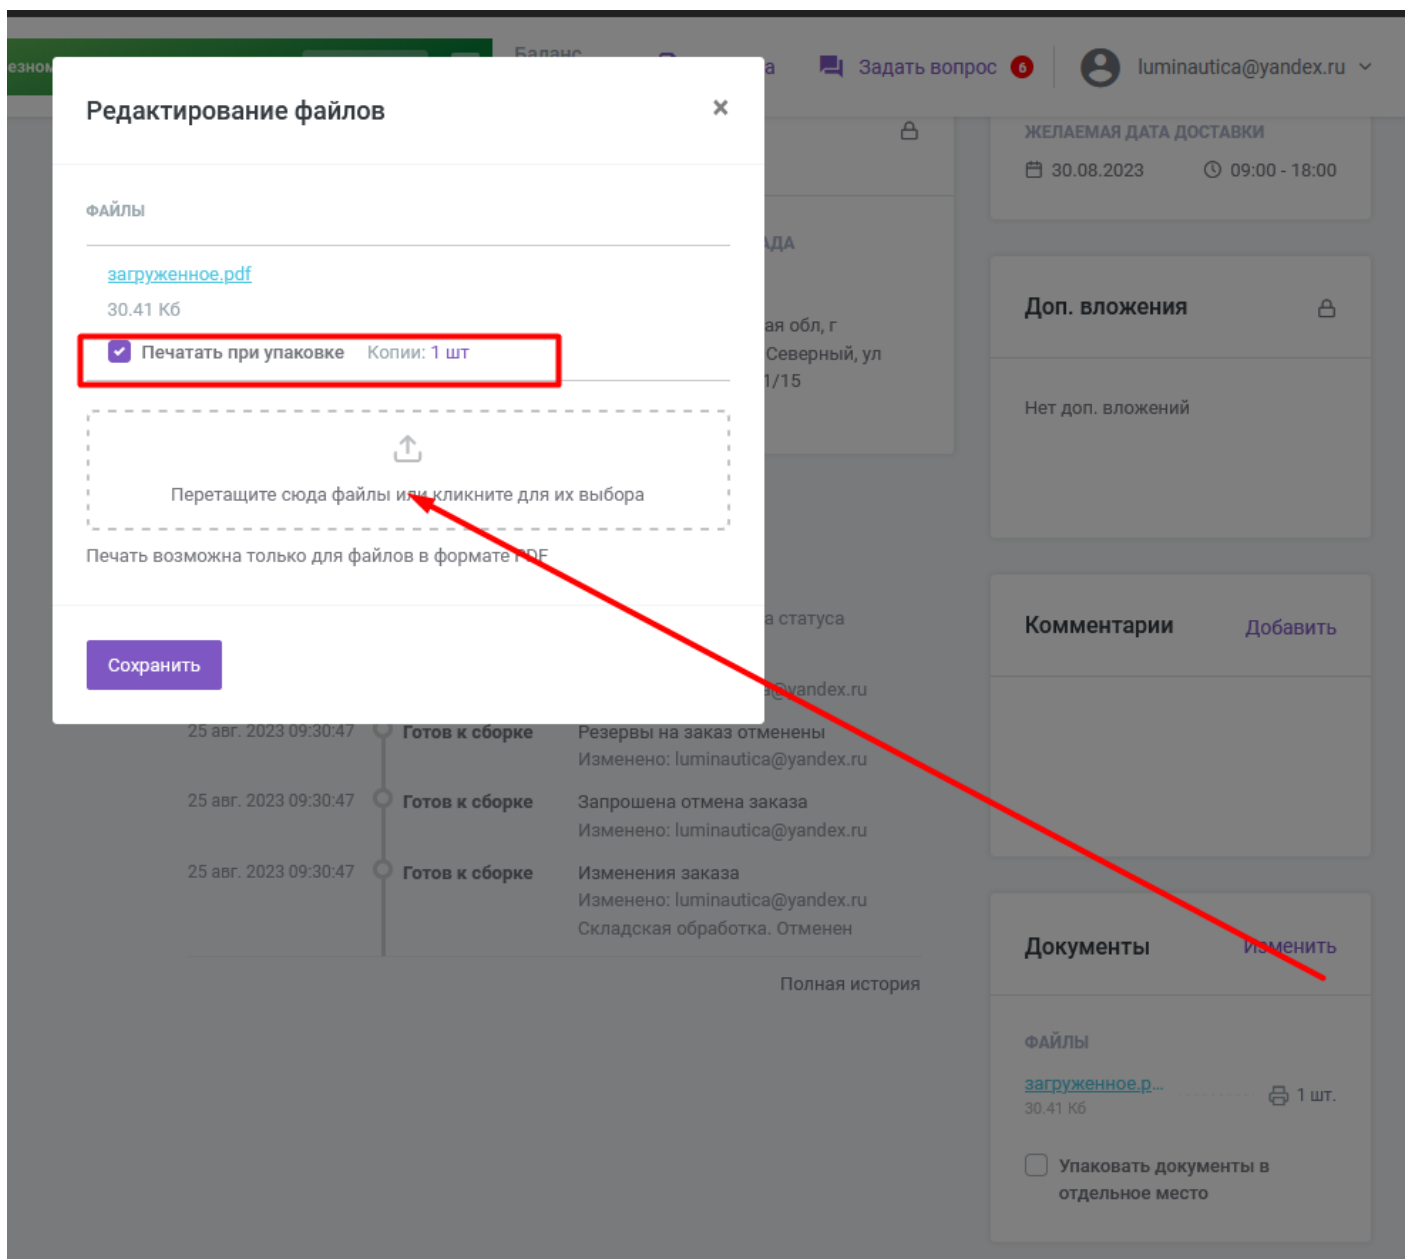 Баланс
Задать вопрос 6
luminautica@yandex.ru
Редактирование файлов
ЖЕЛАЕМАЯ ДАТА ДОСТАВКИ
30.08.2023 09:00 - 18:00
ФАЙЛЫ
загруженное.pdf
30.41 Кб
Печатать при упаковке Копии: 1 шт
Перетащите сюда файлы или кликните для их выбора
Печать возможна только для файлов в формате PDF
Сохранить
ая обл, г
Северный, ул
1/15
Доп. вложения
Нет доп. вложений
а статуса
@yandex.ru
Комментарии Добавить
25 авг. 2023 09:30:47 Готов к сборке Резервы на заказ отменены
Изменено: luminautica@yandex.ru
25 авг. 2023 09:30:47 Готов к сборке Запрошена отмена заказа
Изменено: luminautica@yandex.ru
25 авг. 2023 09:30:47 Готов к сборке Изменения заказа
Изменено: luminautica@yandex.ru
Складская обработка. Отменен
Полная история
Документы Изменить
ФАЙЛЫ
загруженное.р...
30.41 Кб
1 шт.
Упаковать документы в
отдельное место